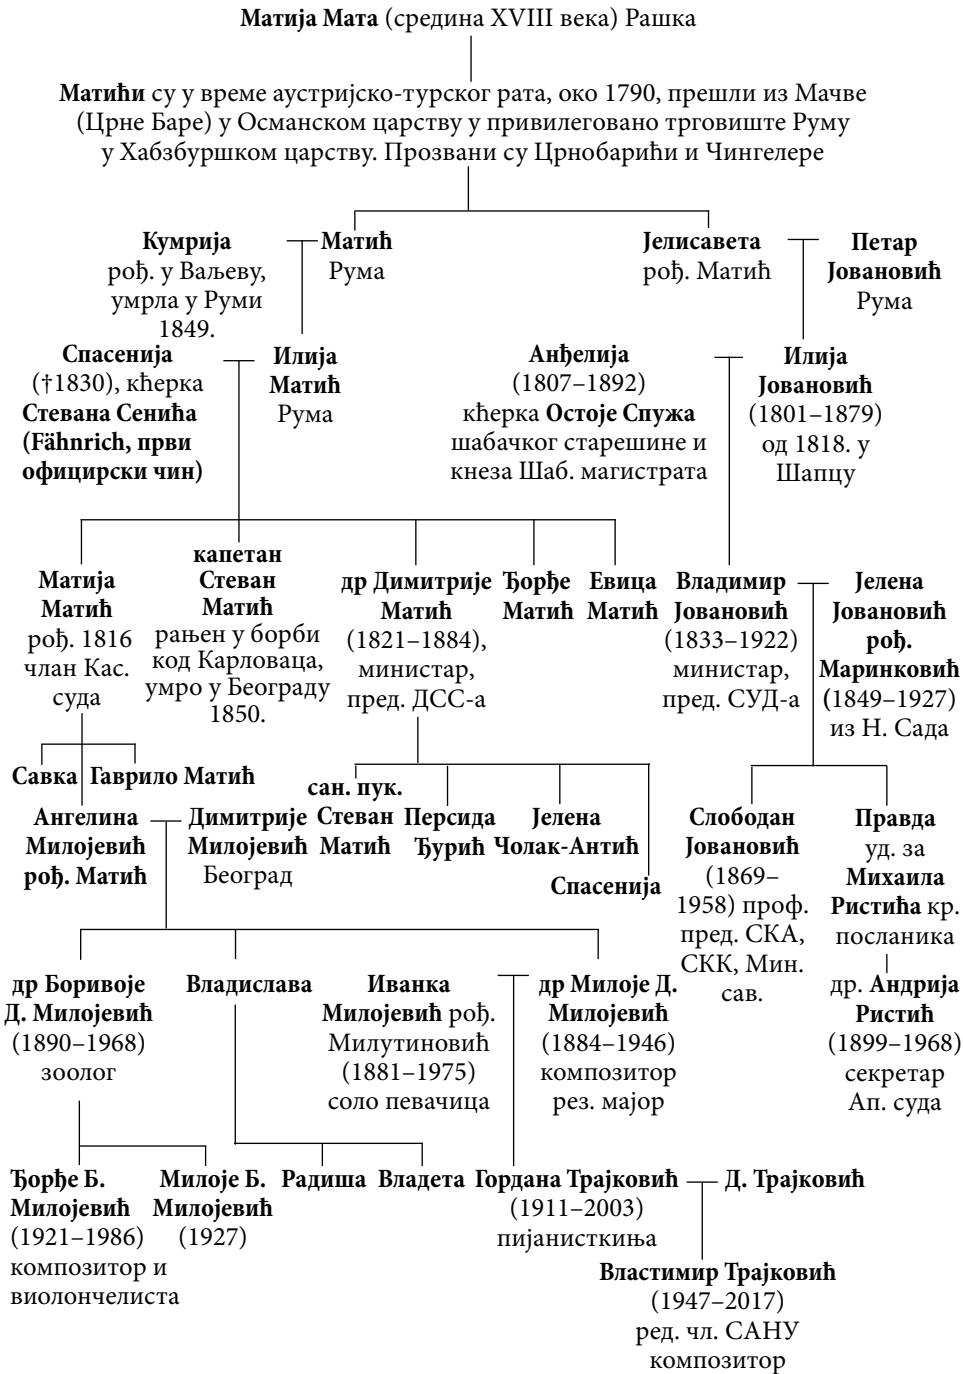 Матија Мата (средина XVIII века) Рашка
Матићи су у време аустријско-турског рата, око 1790, прешли из Мачве
(Црне Баре) у Османском царству у привилеговано трговиште Руму
у Хабзбуршком царству. Прозвани су Црнобарићи и Чингелере
Кумрија
рођ. у Ваљеву,
умрла у Руми
1849.
Матић
Рума
Јелисавета
рођ. Матић
Петар
Јовановић
Рума
Спасенија
(†1830), кћерка
Стевана Сенића
(Fähnrich, први
официрски чин)
Илија
Матић
Рума
Анђелија
(1807–1892)
кћерка Остоје Спужа
шабачког старешине и
кнеза Шаб. магистрата
Илија
Јовановић
(1801–1879)
од 1818. у
Шапцу
Матија
Матић
рођ. 1816
члан Кас.
суда
капетан
Стеван
Матић
рањен у борби
код Карловаца,
умро у Београду
1850.
др Димитрије
Матић
(1821–1884),
министар,
пред. ДСС-а
Ђорђе
Матић
Евица
Матић
Владимир
Јовановић
(1833–1922)
министар,
пред. СУД-а
Јелена
Јовановић
рођ.
Маринковић
(1849–1927)
из Н. Сада
Савка
Гаврило Матић
Ангелина
Милојевић
рођ. Матић
Димитрије
Милојевић
Београд
сан. пук.
Стеван
Матић
Персида
Ђурић
Јелена
Чолак-Антић
Спасенија
Слободан
Јовановић
(1869–
1958) проф.
пред. СКА,
СКК, Мин.
сав.
Правда
уд. за
Михаила
Ристића кр.
посланика
др Боривоје
Д. Милојевић
(1890–1968)
зоолог
Владислава
Иванка
Милојевић рођ.
Милутиновић
(1881–1975)
соло певачица
др Милоје Д.
Милојевић
(1884–1946)
композитор
рез. мајор
др. Андрија
Ристић
(1899–1968)
секретар
Ап. суда
Ђорђе Б.
Милојевић
(1921–1986)
композитор и
виолончелиста
Милоје Б.
Милојевић
(1927)
Радиша
Владета
Гордана Трајковић
(1911–2003)
пијанисткиња
Д. Трајковић
Властимир Трајковић
(1947–2017)
ред. чл. САНУ
композитор